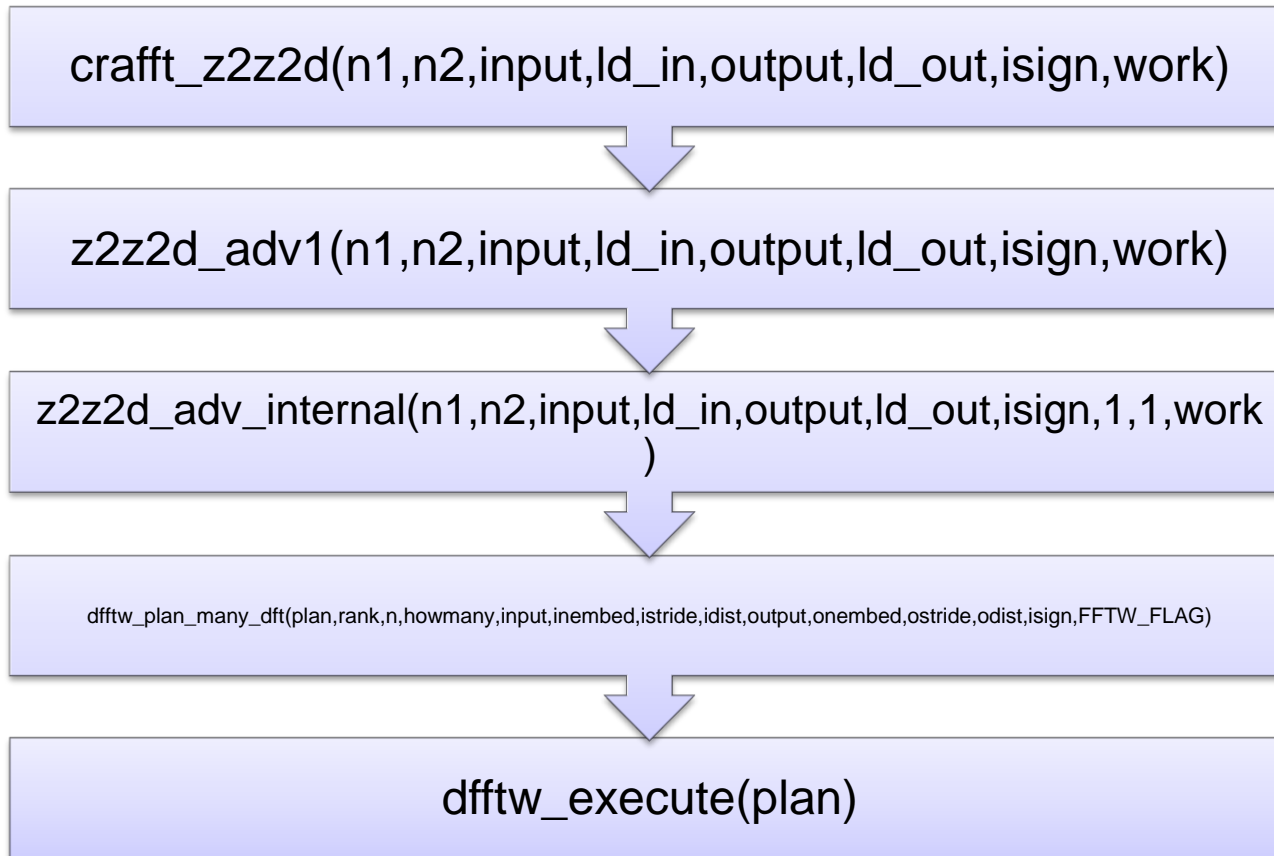 crafft_z2z2d(n1,n2,input,ld_in,output,ld_out,isign,work)
z2z2d_adv1(n1,n2,input,ld_in,output,ld_out,isign,work)
z2z2d_adv_internal(n1,n2,input,ld_in,output,ld_out,isign,1,1,work
)
dfftw_plan_many_dft(plan,rank,n,howmany,input,inembed,istride,idist,output,onembed,ostride,odist,isign,FFTW_FLAG)
dfftw_execute(plan)